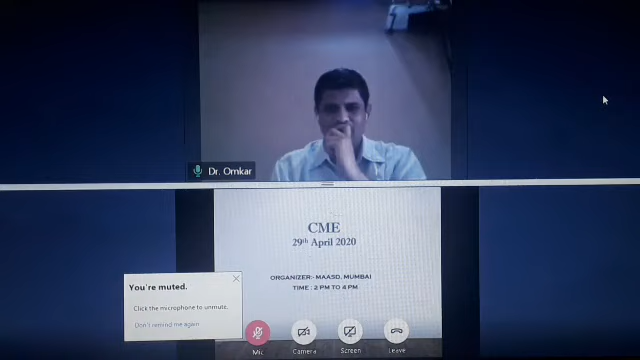 Dr. Omkar
CME
29th April 2020
ORGANIZER:- MAASD, MUMBAI
TIME : 2 PM TO 4 PM
You're muted.
Click the microphone to unmute.
Don't remind me again
Mic
Camera
Screen
Leave